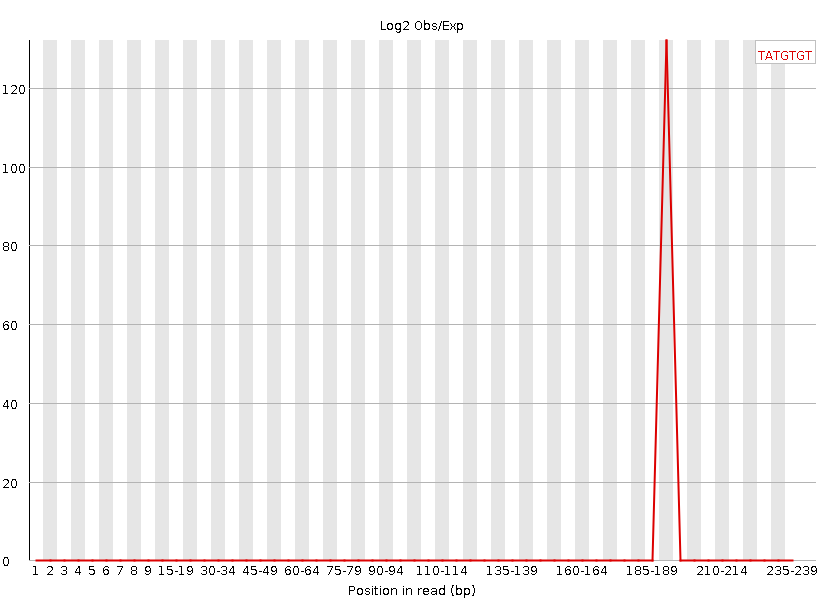 Log2 Obs/Exp
TATGTGT
120
100
80
60
40
20
0
1 2 3 4 5 6 7 8 9 15-19 30-34 45-49 60-64 75-79 90-94 110-114 135-139 160-164 185-189 210-214 235-239
Position in read (bp)